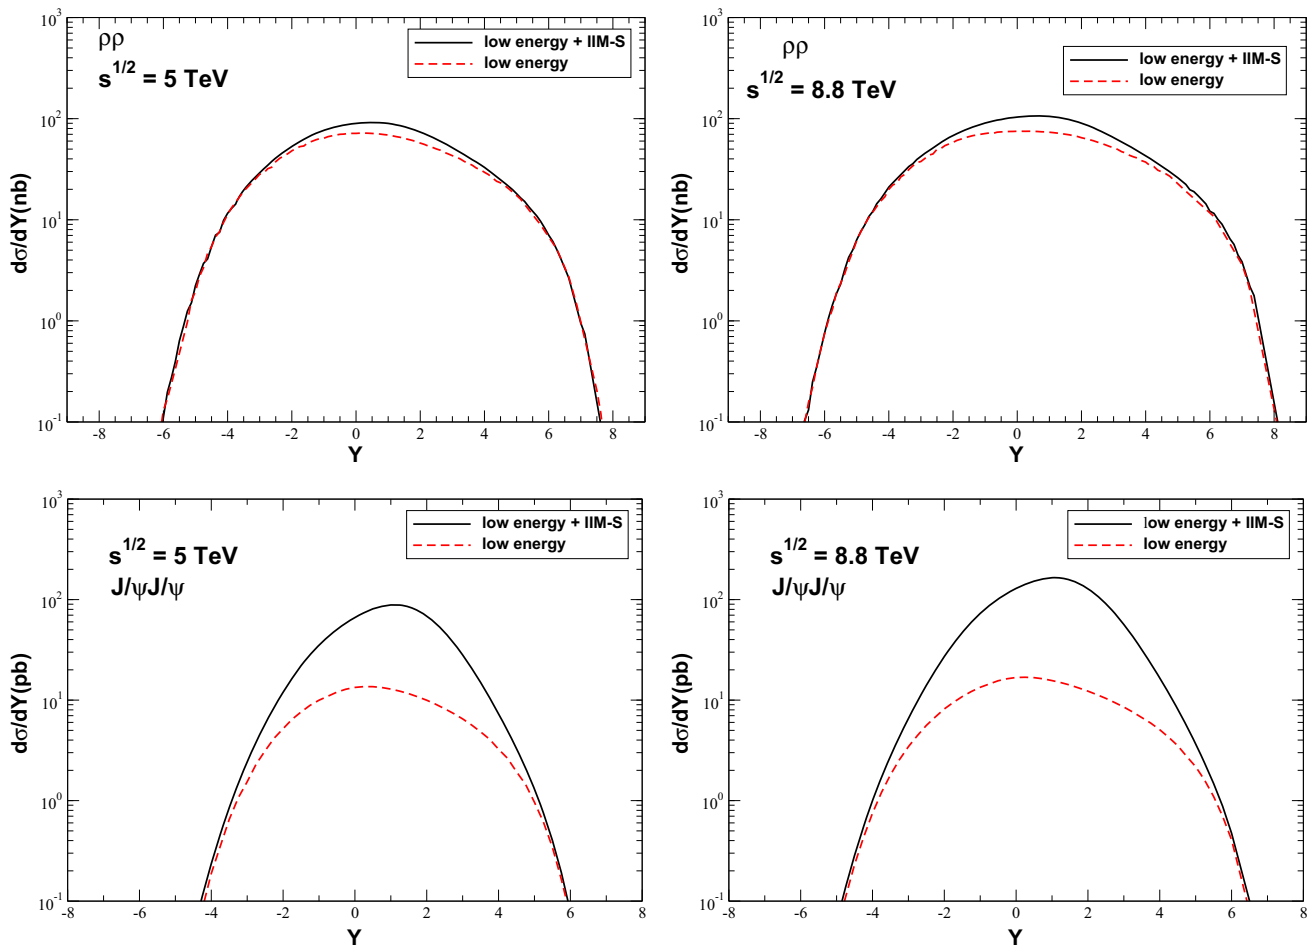 ρρ
s^1/2 = 5 TeV
low energy + IIM-S
low energy
dσ/dY(nb)
10^3
10^2
10^1
10^0
10^-1
-8 -6 -4 -2 0 2 4 6 8
Y
ρρ
s^1/2 = 8.8 TeV
low energy + IIM-S
low energy
dσ/dY(nb)
10^3
10^2
10^1
10^0
10^-1
-8 -6 -4 -2 0 2 4 6 8
Y
s^1/2 = 5 TeV
J/ψJ/ψ
low energy + IIM-S
low energy
dσ/dY(pb)
10^3
10^2
10^1
10^0
10^-1
-8 -6 -4 -2 0 2 4 6 8
Y
s^1/2 = 8.8 TeV
J/ψJ/ψ
low energy + IIM-S
low energy
dσ/dY(pb)
10^3
10^2
10^1
10^0
10^-1
-8 -6 -4 -2 0 2 4 6 8
Y